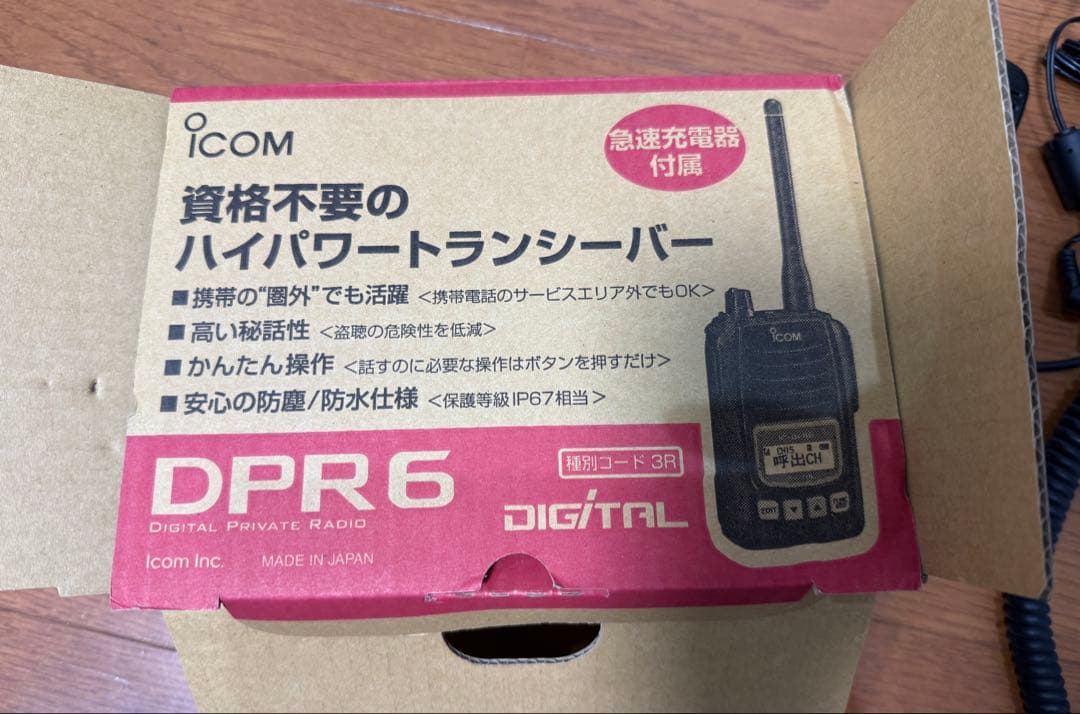 iCOM
急速充電器
付属
資格不要の
ハイパワートランシーバー
■携帯の"圏外"でも活躍 <携帯電話のサービスエリア外でもOK>
■高い秘話性 <盗聴の危険性を低減>
■かんたん操作 <話すのに必要な操作はボタンを押すだけ>
■安心の防塵/防水仕様 <保護等級IP67相当>
iCOM
呼出CH
DPR6
DIGITAL PRIVATE RADIO
種別コード 3R
DIGITAL
Icom Inc. MADE IN JAPAN